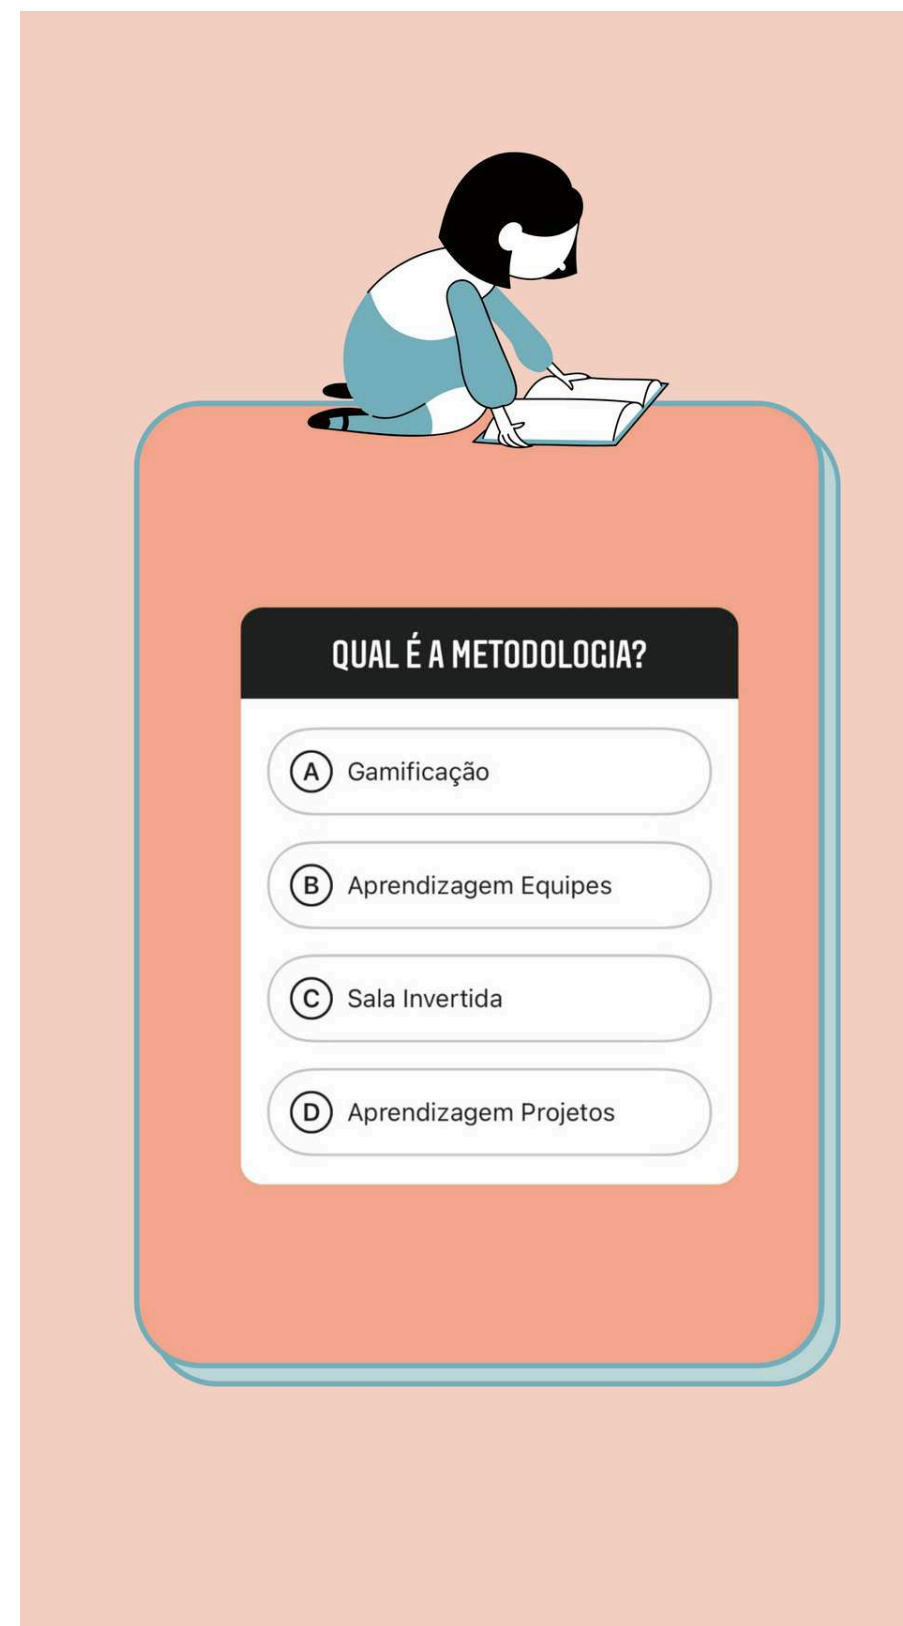 QUAL É A METODOLOGIA?
A Gamificação
B Aprendizagem Equipes
C Sala Invertida
D Aprendizagem Projetos